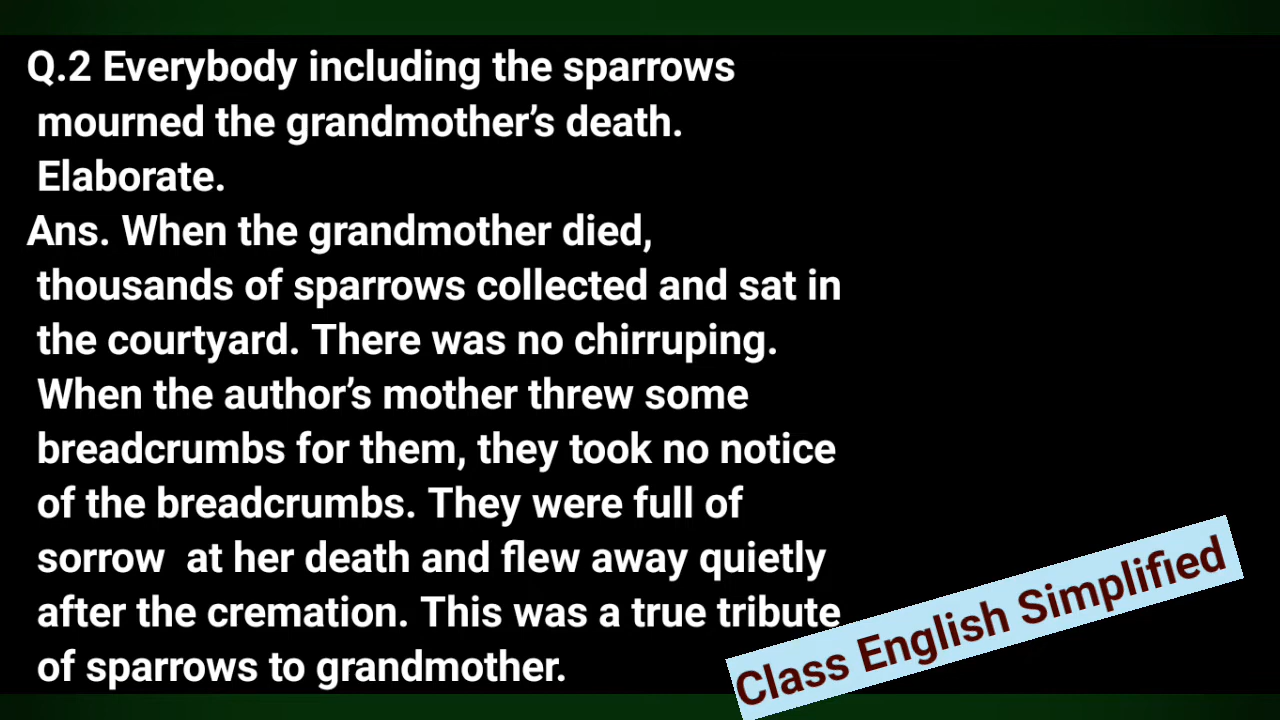 Q.2 Everybody including the sparrows
mourned the grandmother’s death.
Elaborate.
Ans. When the grandmother died,
thousands of sparrows collected and sat in
the courtyard. There was no chirruping.
When the author’s mother threw some
breadcrumbs for them, they took no notice
of the breadcrumbs. They were full of
sorrow  at her death and flew away quietly
after the cremation. This was a true tribute
of sparrows to grandmother.
Class English Simplified